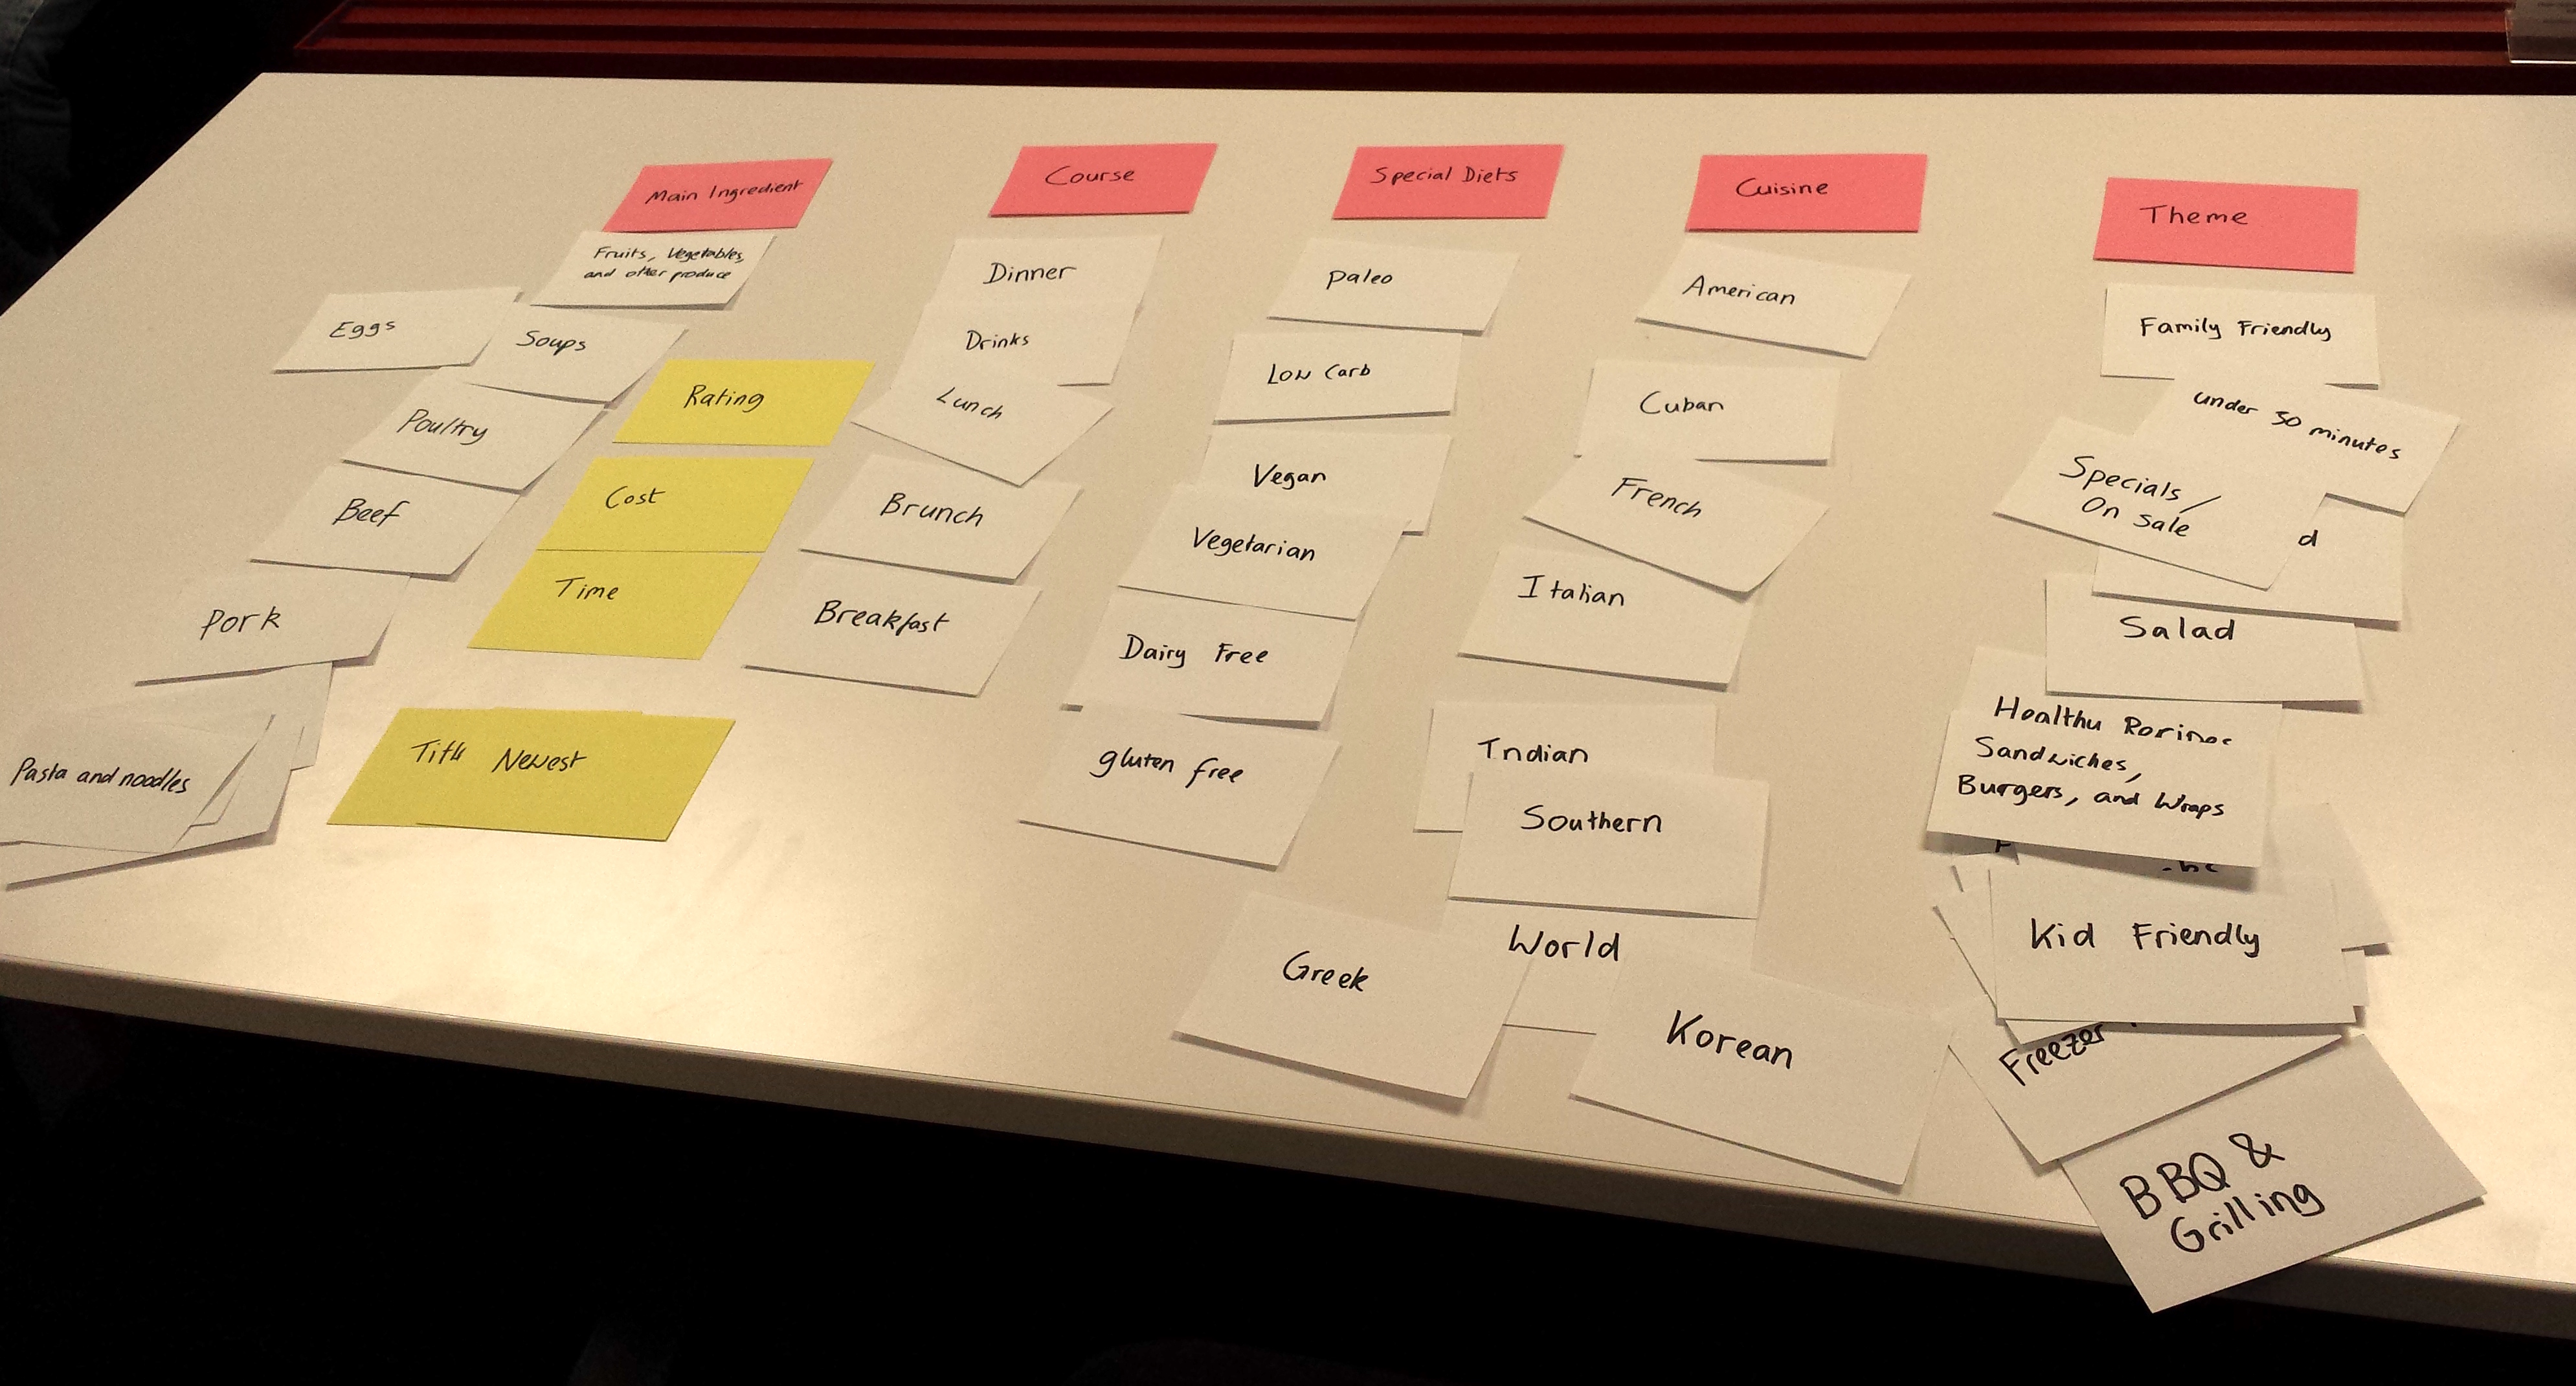 Main Ingredient
Fruits, Vegetables,
and other produce
Eggs
Soups
Poultry
Beef
Pork
Pasta and noodles
Rating
Cost
Time
Title
Newest
Course
Dinner
Drinks
Lunch
Brunch
Breakfast
Special Diets
Paleo
Low Carb
Vegan
Vegetarian
Dairy Free
gluten free
Cuisine
American
Cuban
French
Italian
Indian
Southern
World
Greek
Korean
Theme
Family Friendly
under 30 minutes
Specials/
On sale
d
Salad
Healthy
Sandwiches,
Burgers, and Wraps
Kid Friendly
Freezer
BBQ &
Grilling